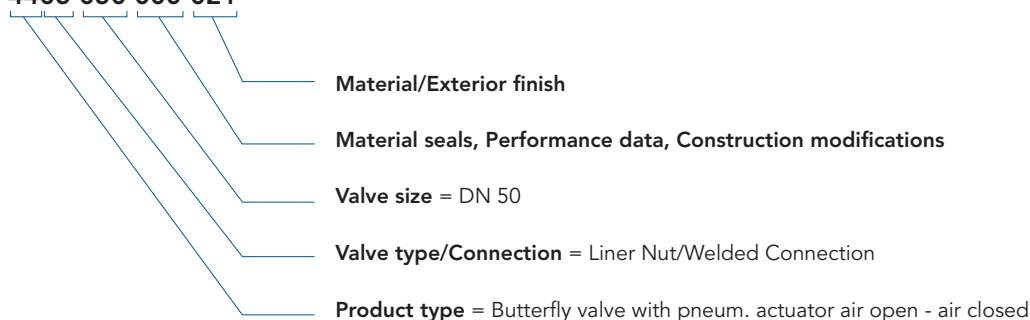 Material/Exterior finish
Material seals, Performance data, Construction modifications
Valve size = DN 50
Valve type/Connection = Liner Nut/Welded Connection
Product type = Butterfly valve with pneum. actuator air open - air closed